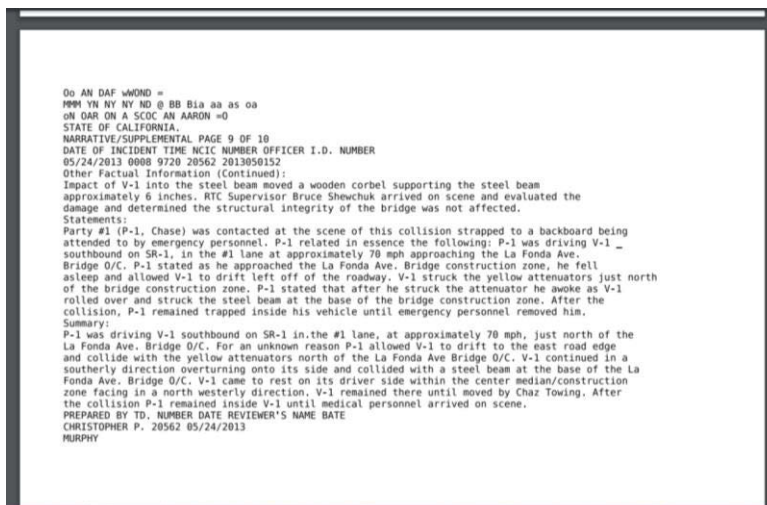 Oo AN DAF wWOND =
MMM YN NY NY ND @ BB Bia aa as oa
oN OAR ON A SCOC AN AARON =O
STATE OF CALIFORNIA.
NARRATIVE/SUPPLEMENTAL PAGE 9 OF 10
DATE OF INCIDENT TIME NCIC NUMBER OFFICER I.D. NUMBER
05/24/2013 0008 9720 20562 2013050152
Other Factual Information (Continued):
Impact of V-1 into the steel beam moved a wooden corbel supporting the steel beam
approximately 6 inches. RTC Supervisor Bruce Shewchuk arrived on scene and evaluated the
damage and determined the structural integrity of the bridge was not affected.
Statements:
Party #1 (P-1, Chase) was contacted at the scene of this collision strapped to a backboard being
attended to by emergency personnel. P-1 related in essence the following: P-1 was driving V-1 _
southbound on SR-1, in the #1 lane at approximately 70 mph approaching the La Fonda Ave.
Bridge O/C. P-1 stated as he approached the La Fonda Ave. Bridge construction zone, he fell
asleep and allowed V-1 to drift left off of the roadway. V-1 struck the yellow attenuators just north
of the bridge construction zone. P-1 stated that after he struck the attenuator he awoke as V-1
rolled over and struck the steel beam at the base of the bridge construction zone. After the
collision, P-1 remained trapped inside his vehicle until emergency personnel removed him.
Summary:
P-1 was driving V-1 southbound on SR-1 in.the #1 lane, at approximately 70 mph, just north of the
La Fonda Ave. Bridge O/C. For an unknown reason P-1 allowed V-1 to drift to the east road edge
and collide with the yellow attenuators north of the La Fonda Ave Bridge O/C. V-1 continued in a
southerly direction overturning onto its side and collided with a steel beam at the base of the La
Fonda Ave. Bridge O/C. V-1 came to rest on its driver side within the center median/construction
zone facing in a north westerly direction. V-1 remained there until moved by Chaz Towing. After
the collision P-1 remained inside V-1 until medical personnel arrived on scene.
PREPARED BY TD. NUMBER DATE REVIEWER'S NAME BATE
CHRISTOPHER P. 20562 05/24/2013
MURPHY